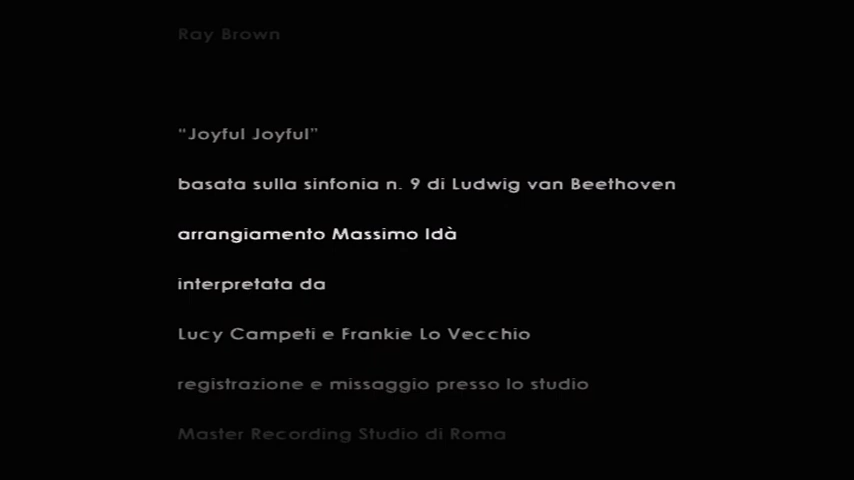 Ray Brown
“Joyful Joyful”
basata sulla sinfonia n. 9 di Ludwig van Beethoven
arrangiamento Massimo Idà
interpretata da
Lucy Campeti e Frankie Lo Vecchio
registrazione e missaggio presso lo studio
Master Recording Studio di Roma